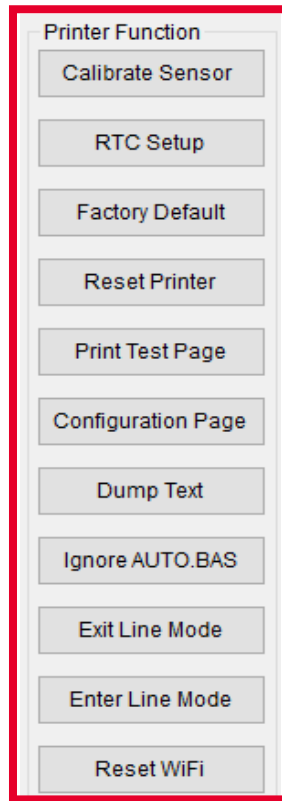 Printer Function
Calibrate Sensor
RTC Setup
Factory Default
Reset Printer
Print Test Page
Configuration Page
Dump Text
Ignore AUTO.BAS
Exit Line Mode
Enter Line Mode
Reset WiFi